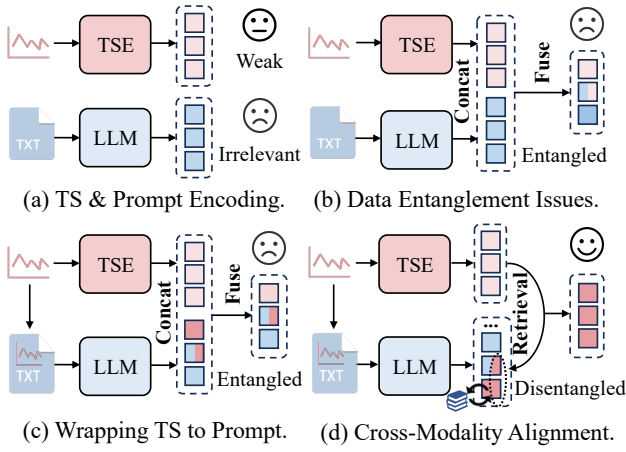 TSE
Weak
TXT
LLM
Irrelevant
(a) TS & Prompt Encoding.
TSE
Concat
Fuse
TXT
LLM
Entangled
(b) Data Entanglement Issues.
TSE
Concat
Fuse
TXT
LLM
Entangled
(c) Wrapping TS to Prompt.
TSE
Retrieval
...
TXT
LLM
Disentangled
(d) Cross-Modality Alignment.